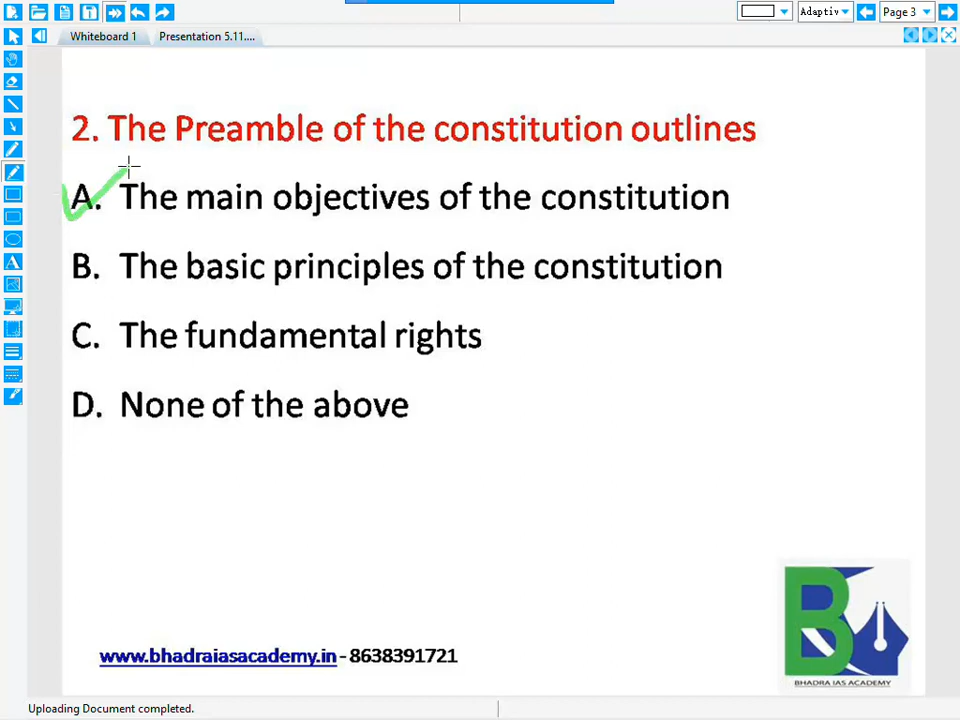 Adaptiv
Page 3
Whiteboard 1
Presentation 5.11....
2. The Preamble of the constitution outlines
A. The main objectives of the constitution
B. The basic principles of the constitution
C. The fundamental rights
D. None of the above
www.bhadraiasacademy.in - 8638391721
B
BHADRA IAS ACADEMY
Uploading Document completed.